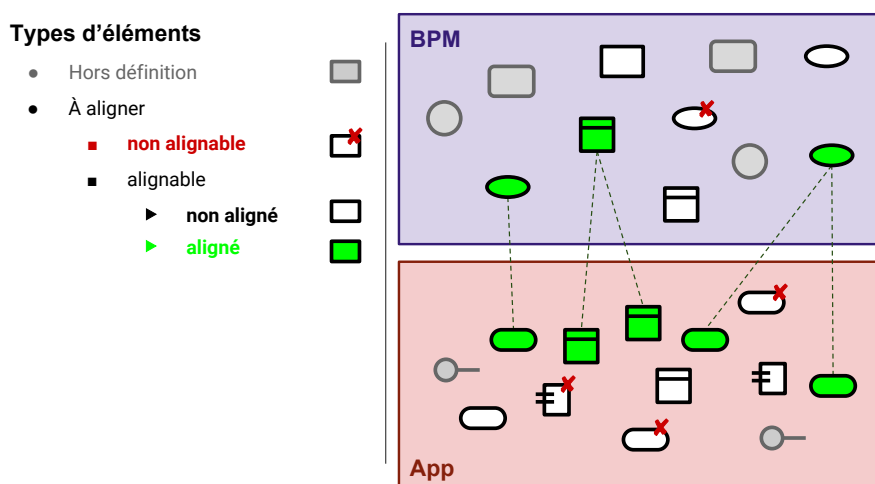 Types d’éléments
Hors définition
À aligner
non alignable
alignable
non aligné
aligné
BPM
App